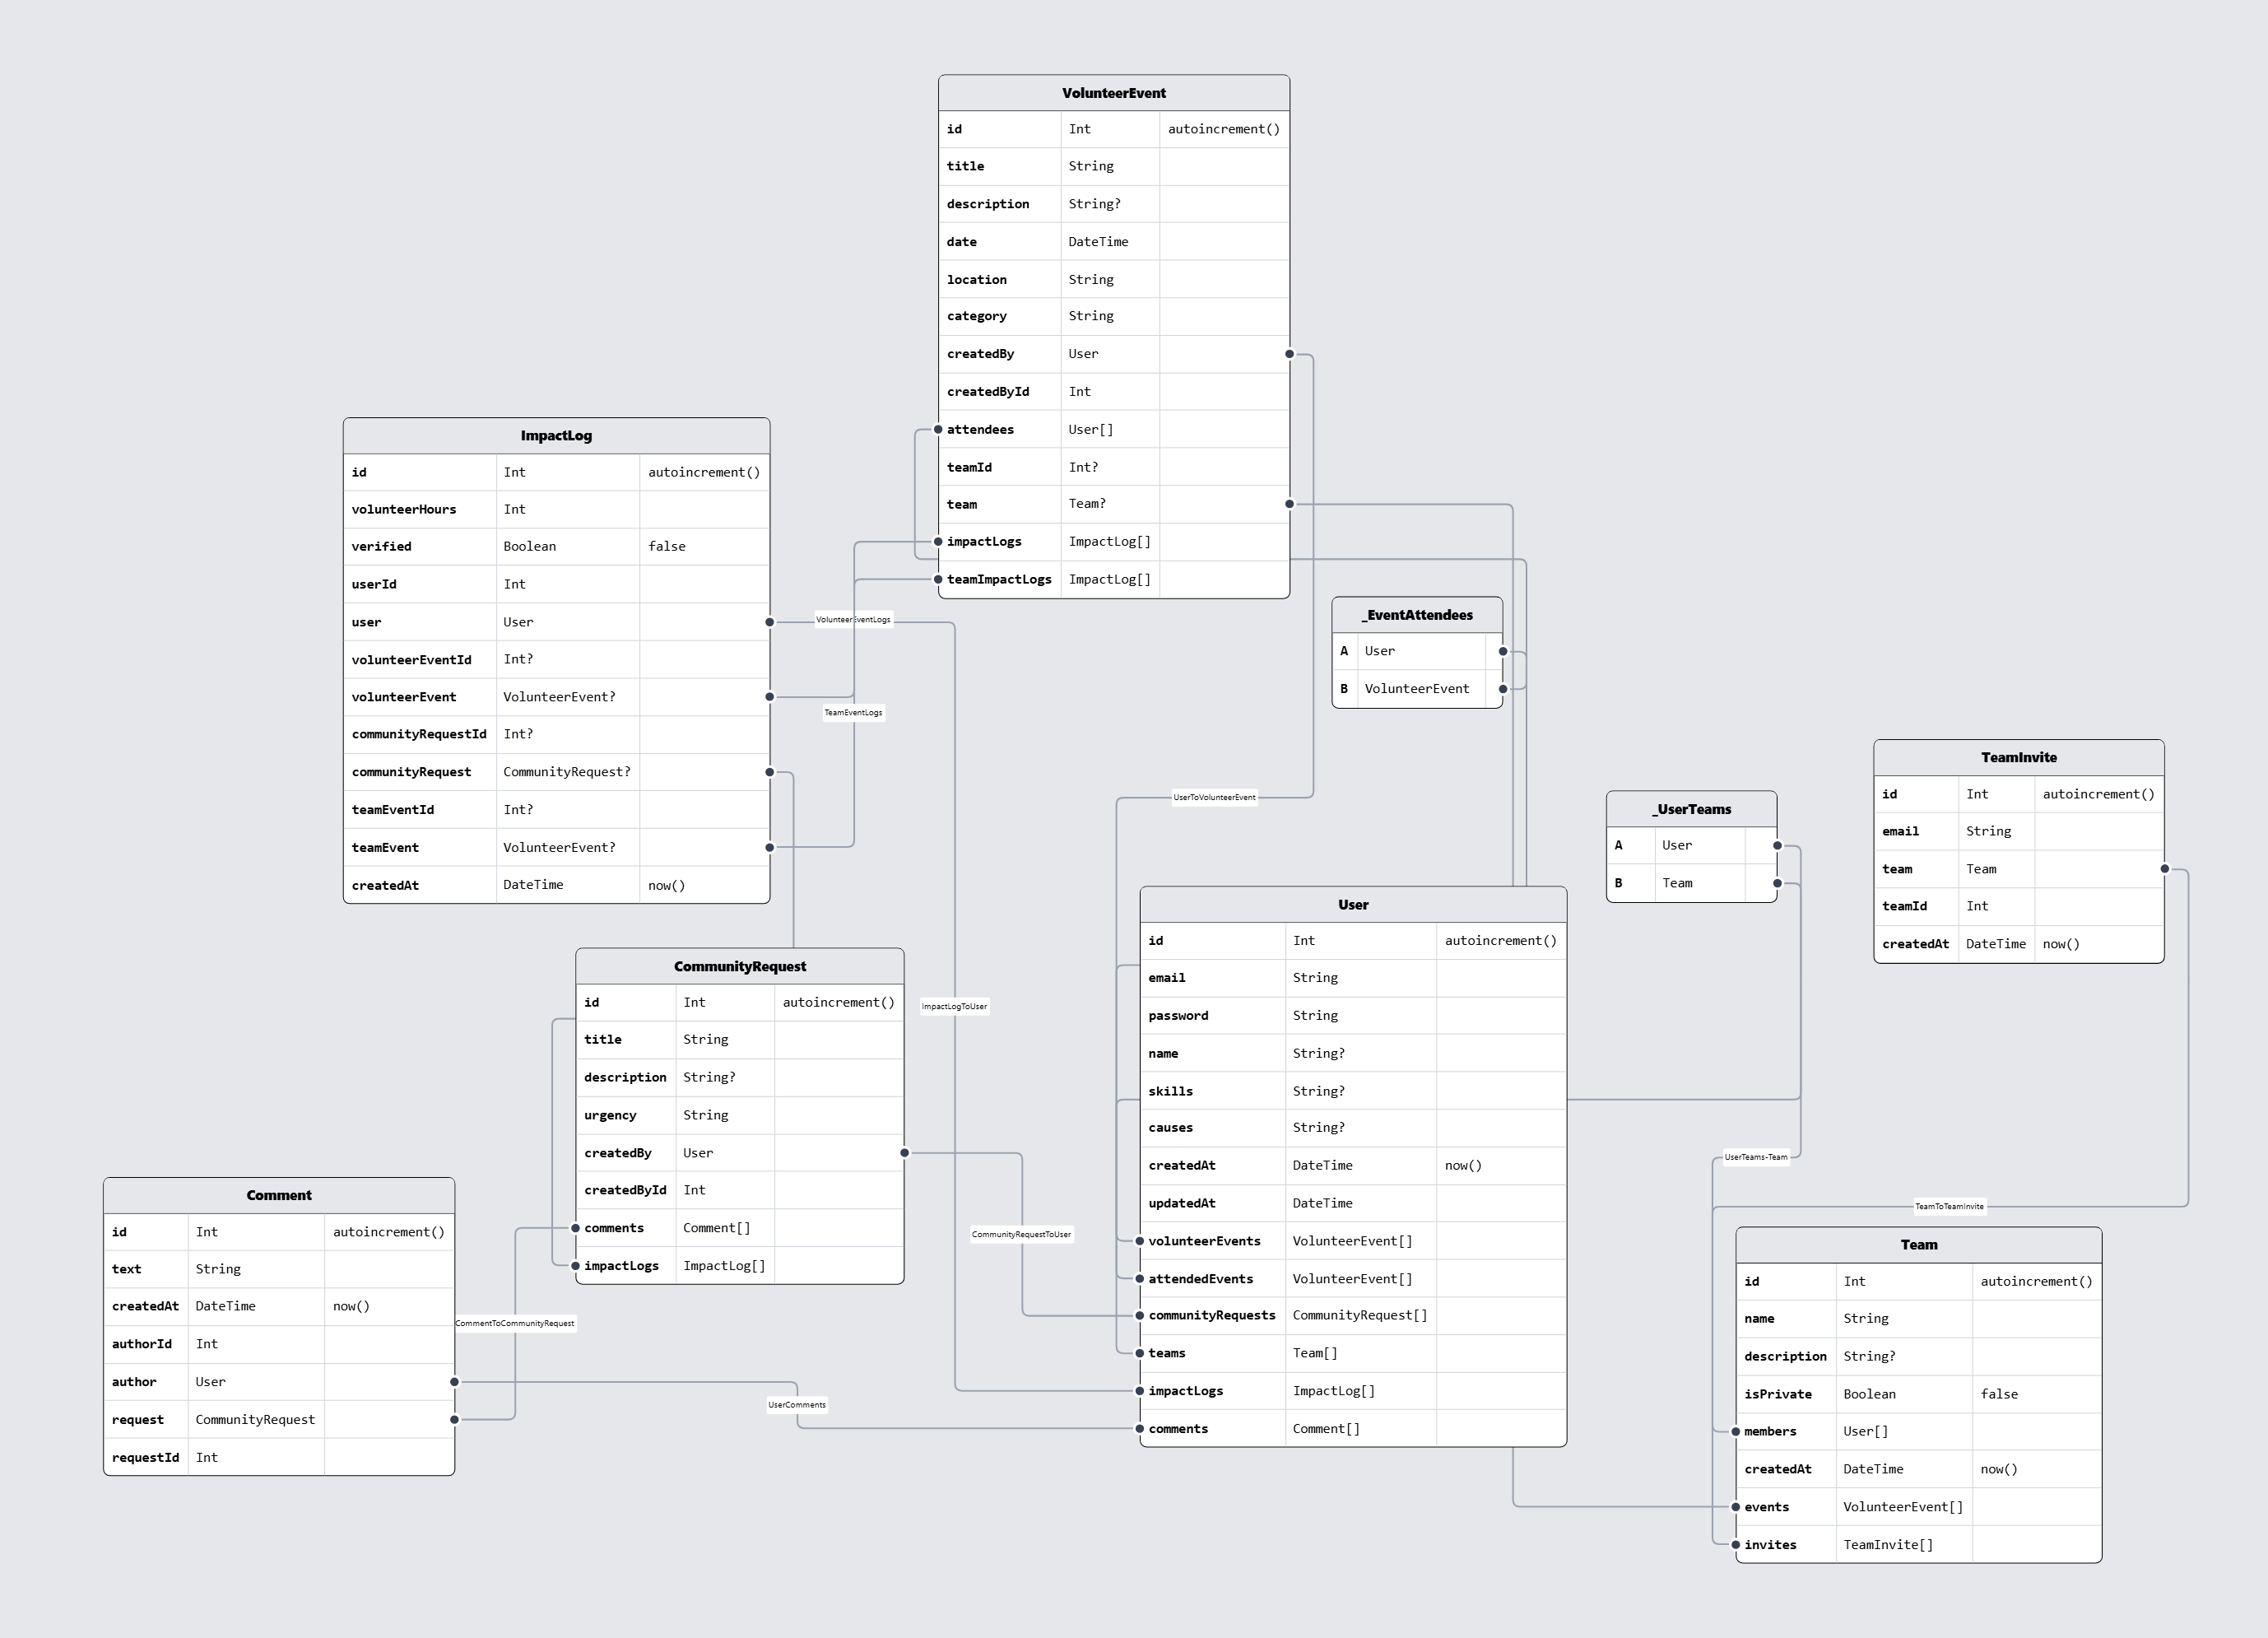 VolunteerEvent
id Int autoincrement()
title String
description String?
date DateTime
location String
category String
createdBy User
createdById Int
attendees User[]
teamId Int?
team Team?
impactLogs ImpactLog[]
teamImpactLogs ImpactLog[]
ImpactLog
id Int autoincrement()
volunteerHours Int
verified Boolean false
userId Int
user User
volunteerEventId Int?
volunteerEvent VolunteerEvent?
communityRequestId Int?
communityRequest CommunityRequest?
teamEventId Int?
teamEvent VolunteerEvent?
createdAt DateTime now()
VolunteerEventLogs
TeamEventLogs
_EventAttendees
A User
B VolunteerEvent
UserToVolunteerEvent
_UserTeams
A User
B Team
TeamInvite
id Int autoincrement()
email String
team Team
teamId Int
createdAt DateTime now()
User
id Int autoincrement()
email String
password String
name String?
skills String?
causes String?
createdAt DateTime now()
updatedAt DateTime
volunteerEvents VolunteerEvent[]
attendedEvents VolunteerEvent[]
communityRequests CommunityRequest[]
teams Team[]
impactLogs ImpactLog[]
comments Comment[]
CommunityRequest
id Int autoincrement()
title String
description String?
urgency String
createdBy User
createdById Int
comments Comment[]
impactLogs ImpactLog[]
ImpactLogToUser
CommunityRequestToUser
UserTeams-Team
TeamToTeamInvite
Comment
id Int autoincrement()
text String
createdAt DateTime now()
authorId Int
author User
request CommunityRequest
requestId Int
CommentToCommunityRequest
UserComments
Team
id Int autoincrement()
name String
description String?
isPrivate Boolean false
members User[]
createdAt DateTime now()
events VolunteerEvent[]
invites TeamInvite[]